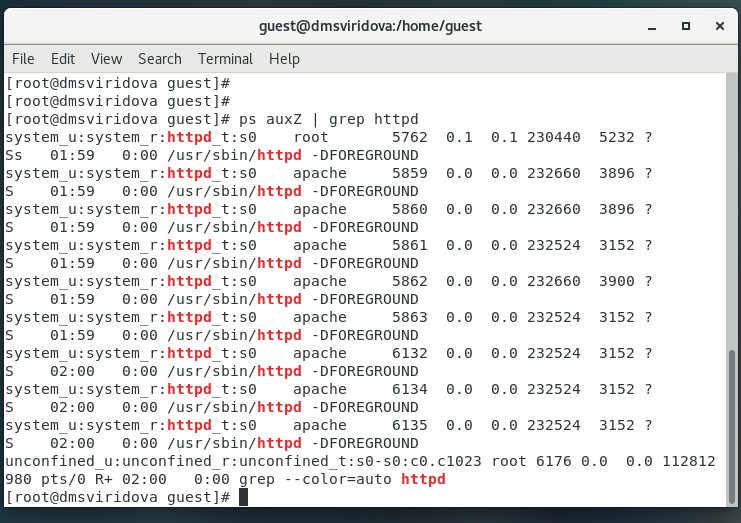 guest@dmsviridova:/home/guest
File Edit View Search Terminal Help
[root@dmsviridova guest]#
[root@dmsviridova guest]#
[root@dmsviridova guest]# ps auxZ | grep httpd
system_u:system_r:httpd_t:s0    root       5762  0.1  0.1 230440  5232 ?
Ss   01:59   0:00 /usr/sbin/httpd -DFOREGROUND
system_u:system_r:httpd_t:s0    apache     5859  0.0  0.0 232660  3896 ?
S    01:59   0:00 /usr/sbin/httpd -DFOREGROUND
system_u:system_r:httpd_t:s0    apache     5860  0.0  0.0 232660  3896 ?
S    01:59   0:00 /usr/sbin/httpd -DFOREGROUND
system_u:system_r:httpd_t:s0    apache     5861  0.0  0.0 232524  3152 ?
S    01:59   0:00 /usr/sbin/httpd -DFOREGROUND
system_u:system_r:httpd_t:s0    apache     5862  0.0  0.0 232660  3900 ?
S    01:59   0:00 /usr/sbin/httpd -DFOREGROUND
system_u:system_r:httpd_t:s0    apache     5863  0.0  0.0 232524  3152 ?
S    01:59   0:00 /usr/sbin/httpd -DFOREGROUND
system_u:system_r:httpd_t:s0    apache     6132  0.0  0.0 232524  3152 ?
S    02:00   0:00 /usr/sbin/httpd -DFOREGROUND
system_u:system_r:httpd_t:s0    apache     6134  0.0  0.0 232524  3152 ?
S    02:00   0:00 /usr/sbin/httpd -DFOREGROUND
system_u:system_r:httpd_t:s0    apache     6135  0.0  0.0 232524  3152 ?
S    02:00   0:00 /usr/sbin/httpd -DFOREGROUND
unconfined_u:unconfined_r:unconfined_t:s0-s0:c0.c1023 root 6176 0.0  0.0 112812
980 pts/0 R+ 02:00   0:00 grep --color=auto httpd
[root@dmsviridova guest]#